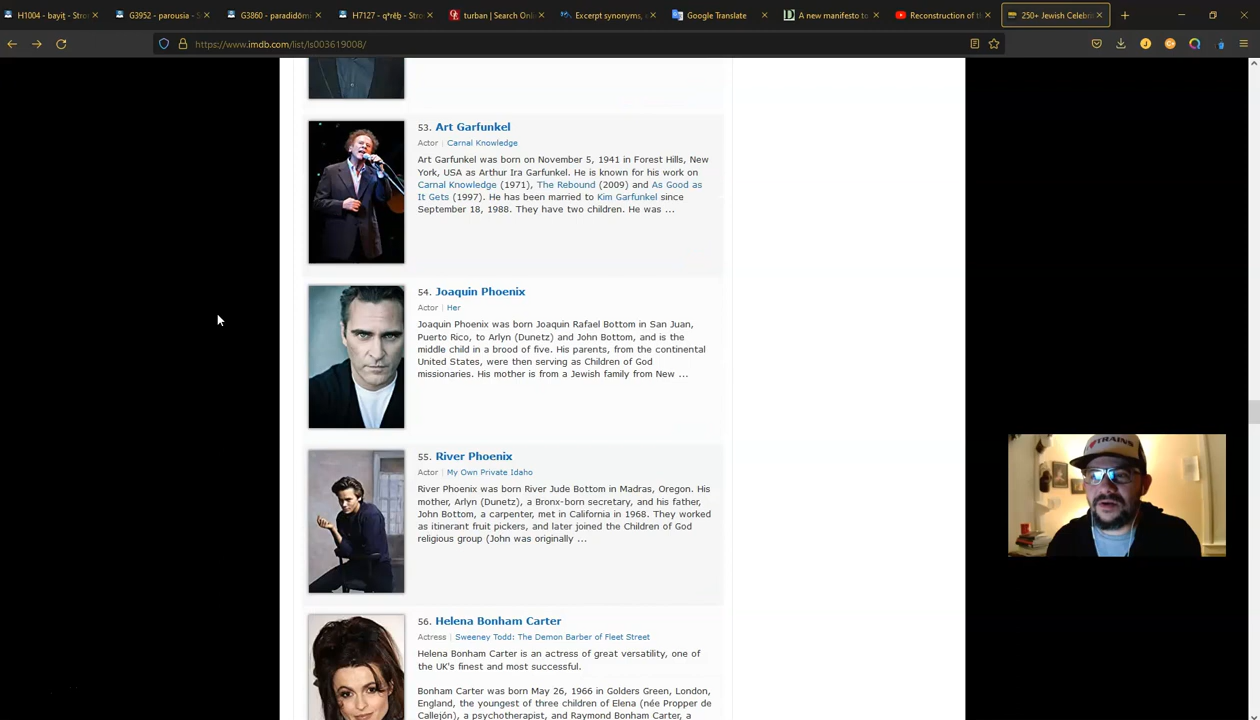 H1004 - bayiṯ - Stro
G3952 - parousia - S
G3860 - paradidōmi
H7127 - qᵊrēḇ - Stro
turban | Search Onli
Excerpt synonyms,
Google Translate
A new manifesto to
Reconstruction of t
250+ Jewish Celebr
https://www.imdb.com/list/ls003619008/
53. Art Garfunkel
Actor | Carnal Knowledge
Art Garfunkel was born on November 5, 1941 in Forest Hills, New
York, USA as Arthur Ira Garfunkel. He is known for his work on
Carnal Knowledge (1971), The Rebound (2009) and As Good as
It Gets (1997). He has been married to Kim Garfunkel since
September 18, 1988. They have two children. He was ...
54. Joaquin Phoenix
Actor | Her
Joaquin Phoenix was born Joaquin Rafael Bottom in San Juan,
Puerto Rico, to Arlyn (Dunetz) and John Bottom, and is the
middle child in a brood of five. His parents, from the continental
United States, were then serving as Children of God
missionaries. His mother is from a Jewish family from New ...
55. River Phoenix
Actor | My Own Private Idaho
River Phoenix was born River Jude Bottom in Madras, Oregon. His
mother, Arlyn (Dunetz), a Bronx-born secretary, and his father,
John Bottom, a carpenter, met in California in 1968. They worked
as itinerant fruit pickers, and later joined the Children of God
religious group (John was originally ...
56. Helena Bonham Carter
Actress | Sweeney Todd: The Demon Barber of Fleet Street
Helena Bonham Carter is an actress of great versatility, one of
the UK's finest and most successful.
Bonham Carter was born May 26, 1966 in Golders Green, London,
England, the youngest of three children of Elena (née Propper de
Callejón), a psychotherapist, and Raymond Bonham Carter, a
TRAINS